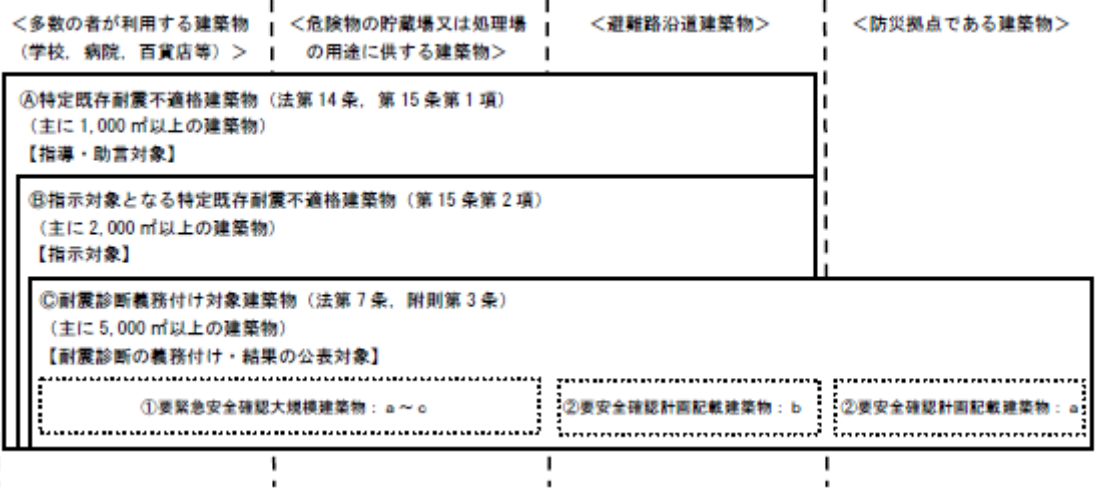 ＜多数の者が利用する建築物
（学校，病院，百貨店等）＞
＜危険物の貯蔵場又は処理場
の用途に供する建築物＞
＜避難路沿道建築物＞
＜防災拠点である建築物＞
Ⓐ特定既存耐震不適格建築物（法第14条，第15条第1項）
（主に1,000㎡以上の建築物）
【指導・助言対象】
Ⓑ指示対象となる特定既存耐震不適格建築物（第15条第2項）
（主に2,000㎡以上の建築物）
【指示対象】
Ⓒ耐震診断義務付け対象建築物（法第7条，附則第3条）
（主に5,000㎡以上の建築物）
【耐震診断の義務付け・結果の公表対象】
①要緊急安全確認大規模建築物：a～c
②要安全確認計画記載建築物：b
②要安全確認計画記載建築物：a